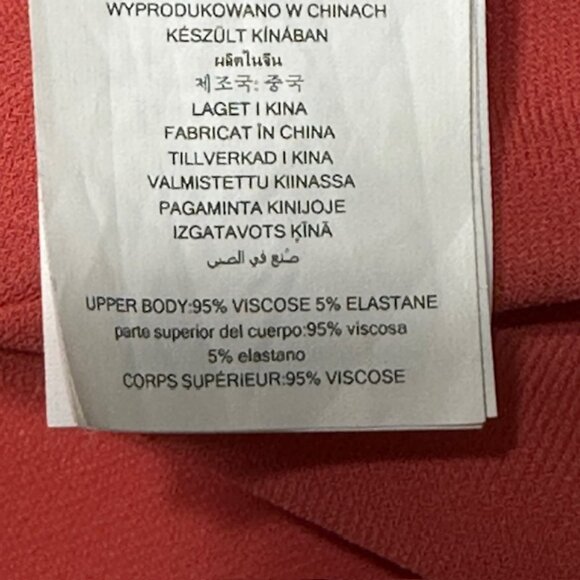 WYPRODUKOWANO W CHINACH
KÉSZÜLT KÍNÁBAN
ผลิตในจีน
제조국: 중국
LAGET I KINA
FABRICAT ÎN CHINA
TILLVERKAD I KINA
VALMISTETTU KIINASSA
PAGAMINTA KINIJOJE
IZGATAVOTS ĶĪNĀ
صنع في الصين
UPPER BODY:95% VISCOSE 5% ELASTANE
parte superior del cuerpo:95% viscosa
5% elastano
CORPS SUPÉRIEUR:95% VISCOSE